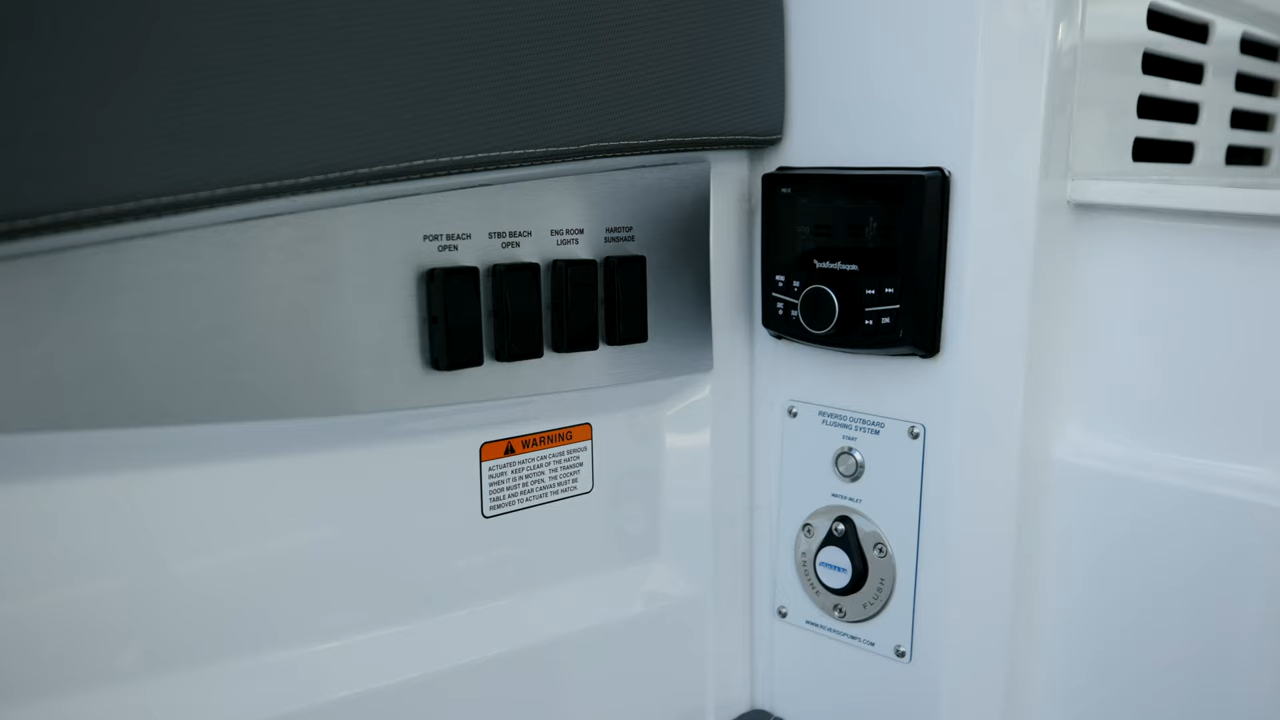 PORT BEACH
OPEN
STBD BEACH
OPEN
ENG ROOM
LIGHTS
HARDTOP
SUNSHADE
WARNING
ACTUATED HATCH CAN CAUSE SERIOUS
INJURY. KEEP CLEAR OF THE HATCH
WHEN IT IS IN MOTION. THE TRANSOM
DOOR MUST BE OPEN. THE COCKPIT
TABLE AND REAR CANVAS MUST BE
REMOVED TO ACTUATE THE HATCH.
rockford fosgate
MENU
ZONE
REVERSO OUTBOARD
FLUSHING SYSTEM
START
WATER INLET
ENGINE FLUSH
WWW.REVERSOPUMPS.COM